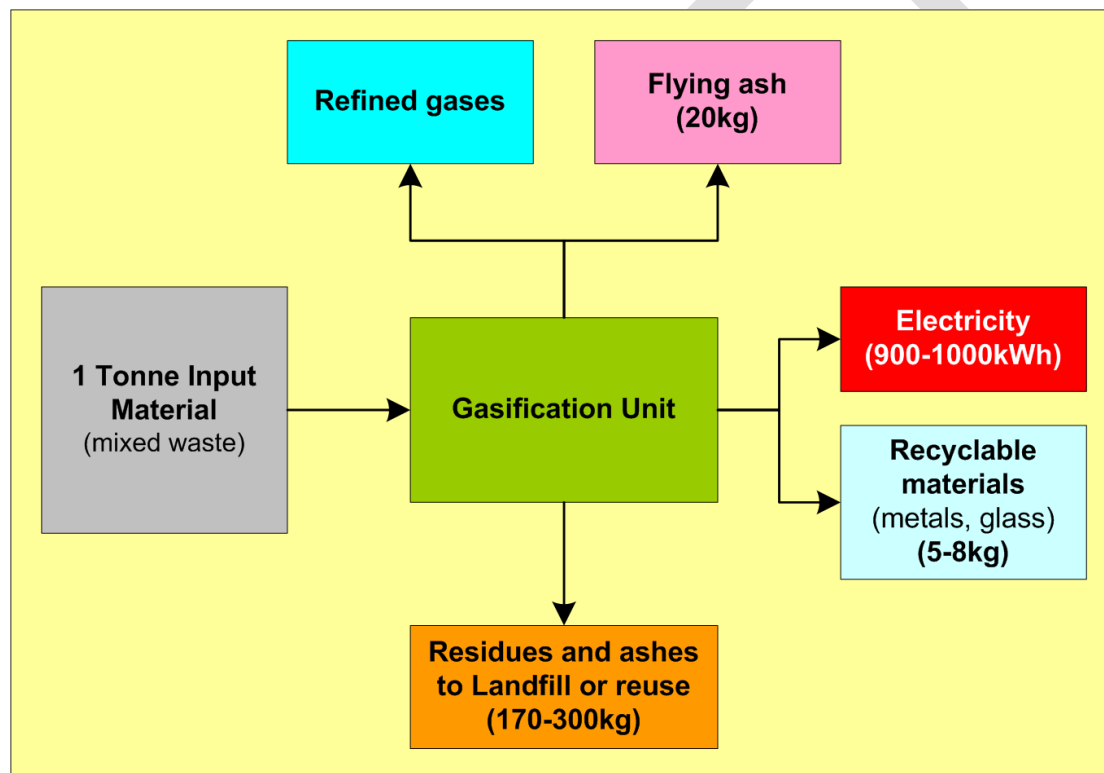 Refined gases
Flying ash
(20kg)
1 Tonne Input
Material
(mixed waste)
Gasification Unit
Electricity
(900-1000kWh)
Recyclable
materials
(metals, glass)
(5-8kg)
Residues and ashes
to Landfill or reuse
(170-300kg)